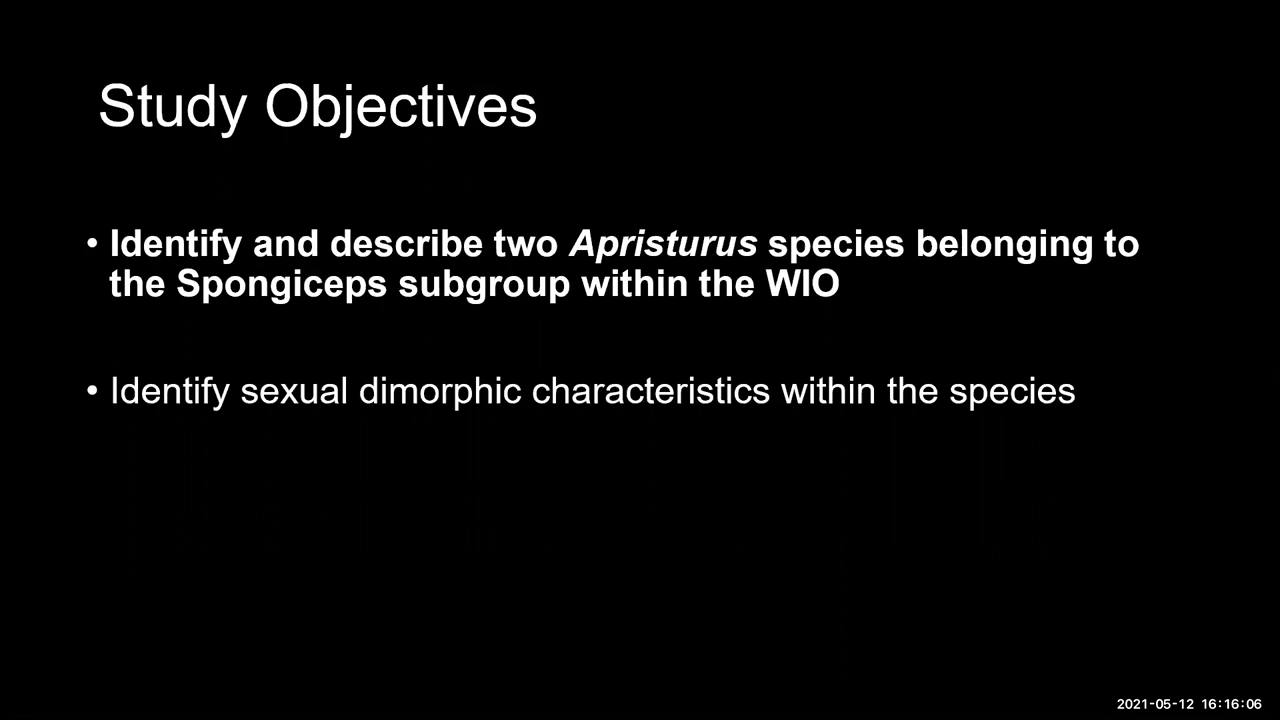 Study Objectives
• Identify and describe two Apristurus species belonging to
the Spongiceps subgroup within the WIO
• Identify sexual dimorphic characteristics within the species
2021-05-12 16:16:06